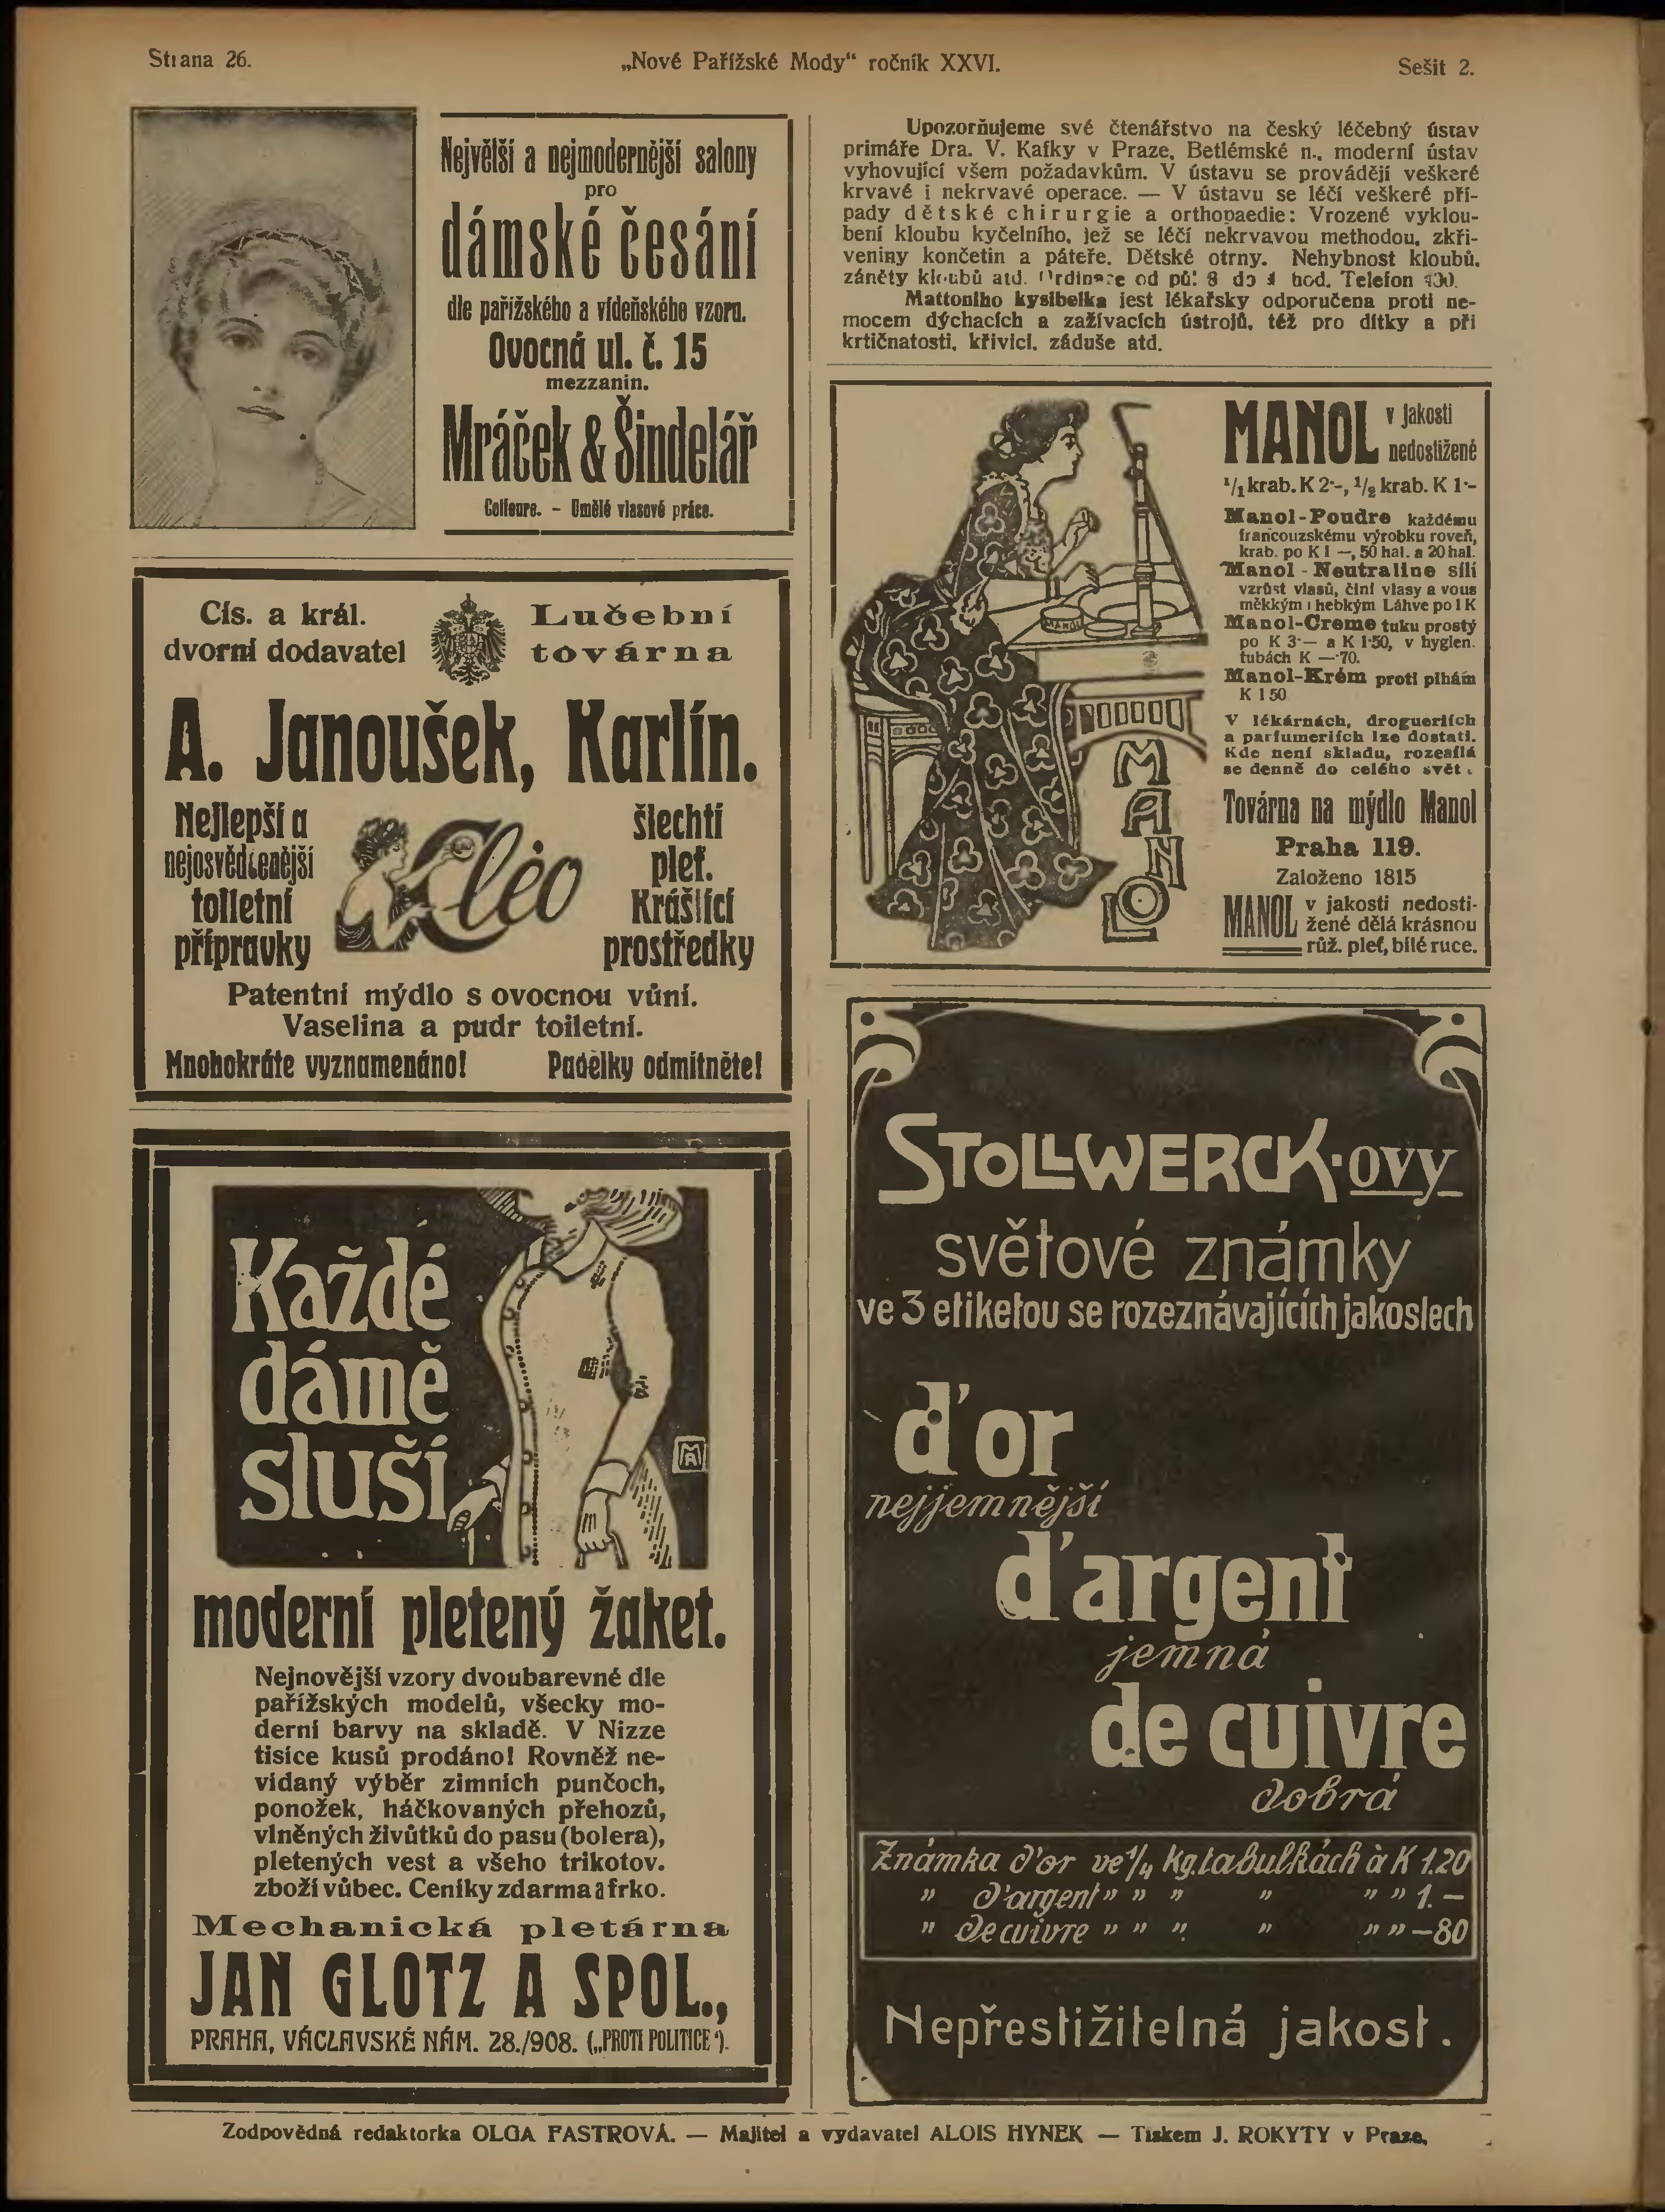 Strana 26.
„Nové Pařížské Mody“ ročník XXVI.
Sešit 2.
Největší a nejmodernější salony
pro
dámské česání
dle pařížského a vídeňského vzoru.
Ovocná ul. č. 15
mezzanin.
Mráček & Šindelář
Coiffeure. - Umělé vlasové práce.
Cís. a král.
dvorní dodavatel
Lučební
továrna
A. Janoušek, Karlín.
Nejlepší a
nejosvědčenější
toiletní
přípravky
Cléo
šlechtí
pleť.
Krášlící
prostředky
Patentní mýdlo s ovocnou vůní.
Vaselina a pudr toiletní.
Mnohokráte vyznamenáno! Padělky odmítněte!
Každé
dámě
sluší
MA
moderní pletený žaket.
Nejnovější vzory dvoubarevné dle
pařížských modelů, všecky mo-
derní barvy na skladě. V Nizze
tisíce kusů prodáno! Rovněž ne-
vídaný výběr zimních punčoch,
ponožek, háčkovaných přehozů,
vlněných živůtků do pasu (bolera),
pletených vest a všeho trikotov.
zboží vůbec. Ceníky zdarma a frko.
Mechanická pletárna
JAN GLOTZ A SPOL.,
PRAHA, VÁCLAVSKÉ NÁM. 28./908. („PROTI POLITICE“).
Upozorňujeme své čtenářstvo na český léčebný ústav
primáře Dra. V. Kafky v Praze, Betlémské n., moderní ústav
vyhovující všem požadavkům. V ústavu se provádějí veškeré
krvavé i nekrvavé operace. — V ústavu se léčí veškeré pří-
pady dětské chirurgie a orthopaedie: Vrozené vyklou-
bení kloubu kyčelního, jež se léčí nekrvavou methodou, zkři-
veniny končetin a páteře. Dětské otrny. Nehybnost kloubů,
záněty kloubů atd. Ordinace od půl 3 do 4 hod. Telefon
Mattoniho kysibelka jest lékařsky odporučena proti ne-
mocem dýchacích a zažívacích ústrojů, též pro dítky a při
krtičnatosti, křivici, záduše atd.
MANOL
MANOL
MANOL v jakosti
nedostižené
1/1 krab. K 2·-, 1/2 krab. K 1·-
Manol-Poudre každému
francouzskému výrobku roveň,
krab. po K 1 —, 50 hal. a 20 hal.
Manol - Neutraline sílí
vzrůst vlasů, činí vlasy a vous
měkkým i hebkým Láhve po 1 K
Manol-Creme tuku prostý
po K 3·— a K 1·50, v hygien.
tubách K —·70.
Manol-Krém proti pihám
K 1 50
V lékárnách, drogueriích
a parfumeriích lze dostati.
Kde není skladu, rozesílá
se denně do celého svět
Továrna na mýdlo Manol
Praha 119.
Založeno 1815
MANOL v jakosti nedosti-
žené dělá krásnou
růž. pleť, bílé ruce.
STOLLWERCK-ovy
světové známky
ve 3 etiketou se rozeznávajících jakostech
d'or
nejjemnější
d'argent
jemná
de cuivre
dobrá
Známka d'or ve 1/4 Kg. tabulkách à K 1.20
„ d'argent „ „ „ „ „ „ 1.—
„ de cuivre „ „ „ „ „ „ —80
Nepřestižitelná jakost.
Zodpovědná redaktorka OLGA FASTROVÁ. — Majitel a vydavatel ALOIS HYNEK — Tiskem J. ROKYTY v Praze.